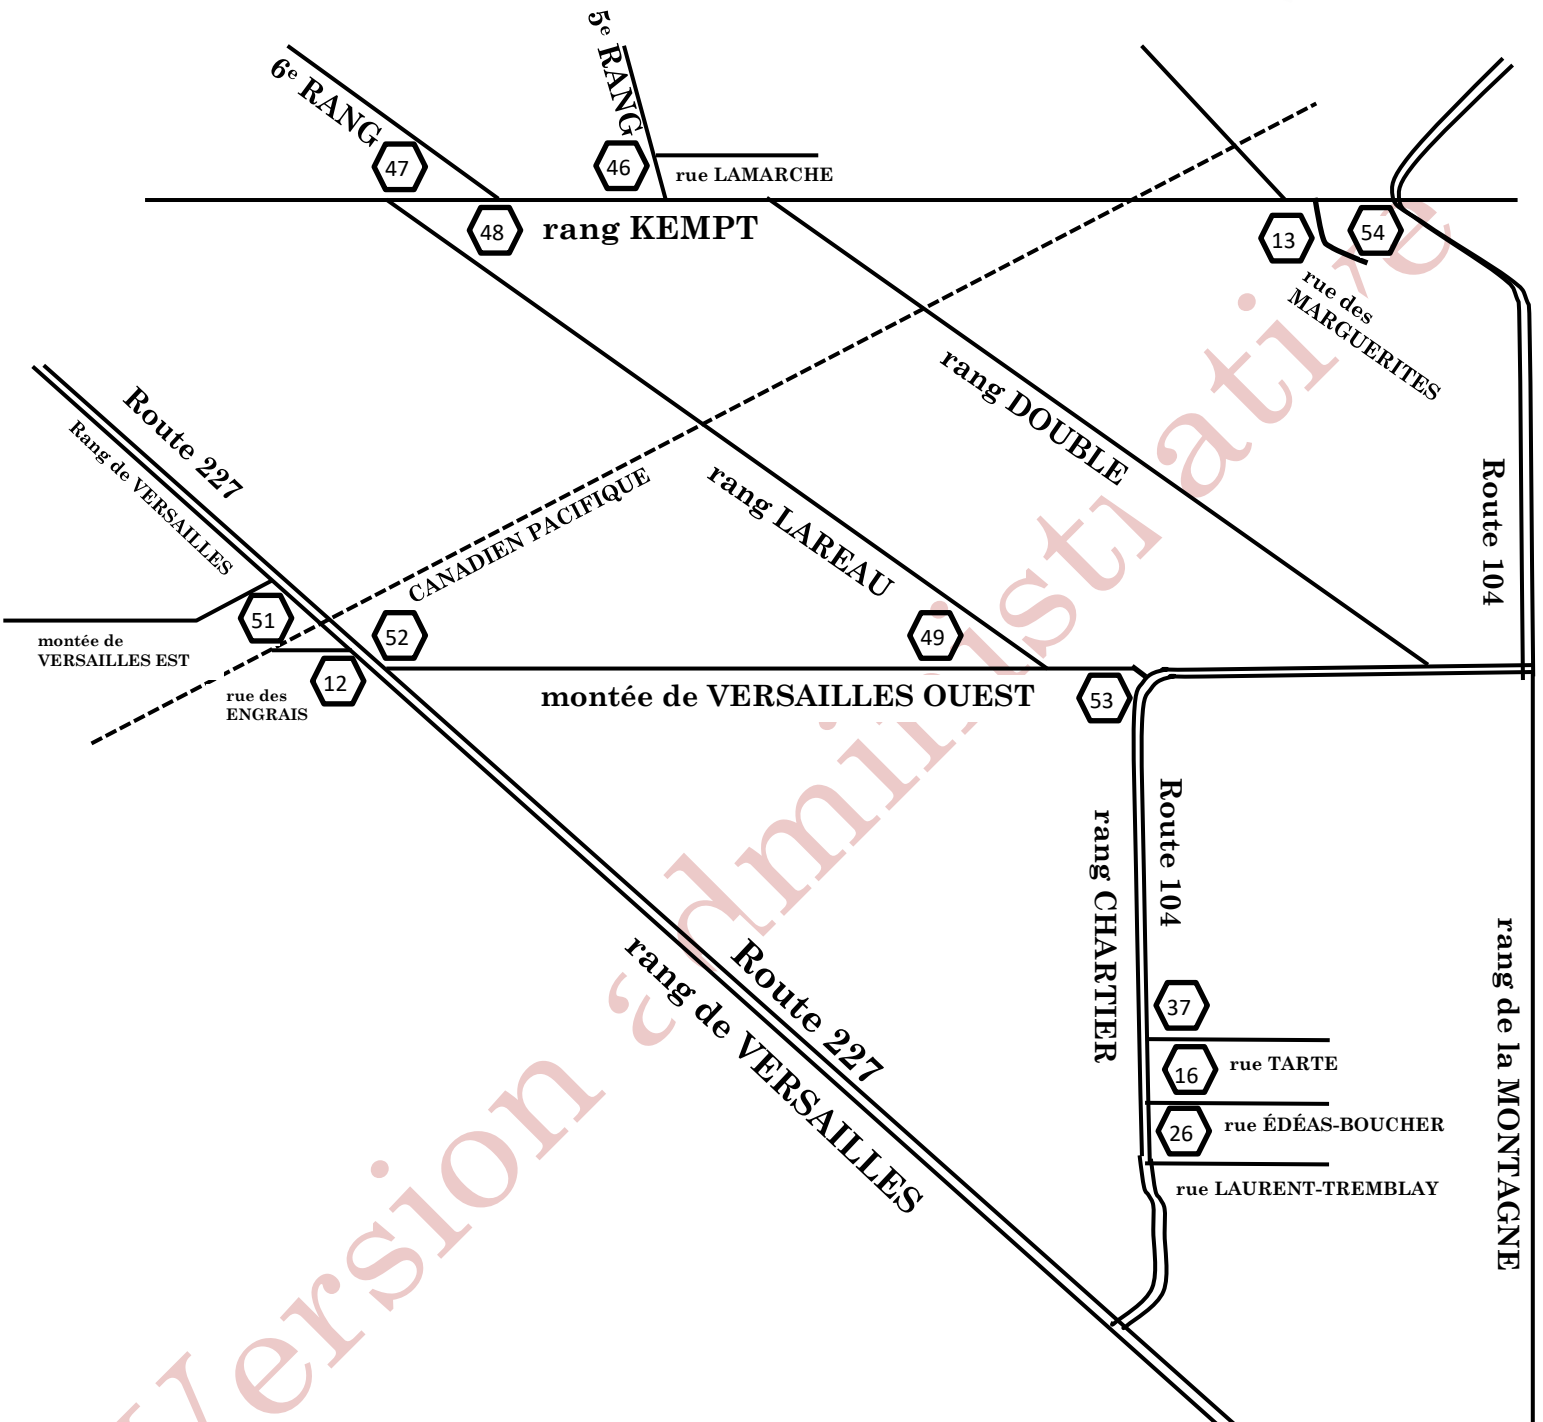 5e RANG
6e RANG
47
46
rue LAMARCHE
48
rang KEMPT
13
54
rue des
MARGUERITES
Route 227
Rang de VERSAILLES
rang DOUBLE
CANADIEN PACIFIQUE
rang LAREAU
Route 104
51
52
49
montée de
VERSAILLES EST
12
rue des
ENGRAIS
montée de VERSAILLES OUEST
53
Route 104
rang CHARTIER
Route 227
rang de VERSAILLES
rang de la MONTAGNE
37
16
rue TARTE
26
rue ÉDÉAS-BOUCHER
rue LAURENT-TREMBLAY
Version administrative